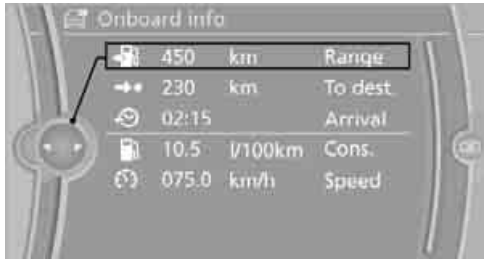 Onboard info
450 km Range
230 km To dest.
02:15 Arrival
10.5 l/100km Cons.
075.0 km/h Speed